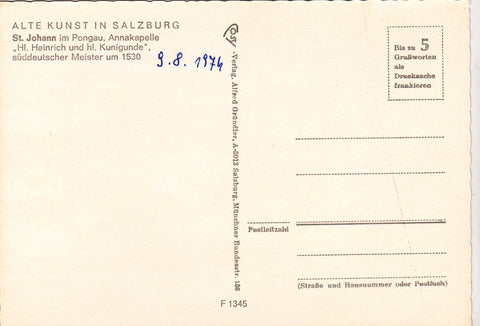 ALTE KUNST IN SALZBURG
St. Johann im Pongau, Annakapelle
„Hl. Heinrich und hl. Kunigunde",
süddeutscher Meister um 1530
9. 8. 1974
Cosy-Verlag, Alfred Gründler, A-5013 Salzburg, Münchner Bundesstr. 156
Bis zu 5
Grußworten
als
Drucksache
frankieren
Postleitzahl
(Straße und Hausnummer oder Postfach)
F 1345